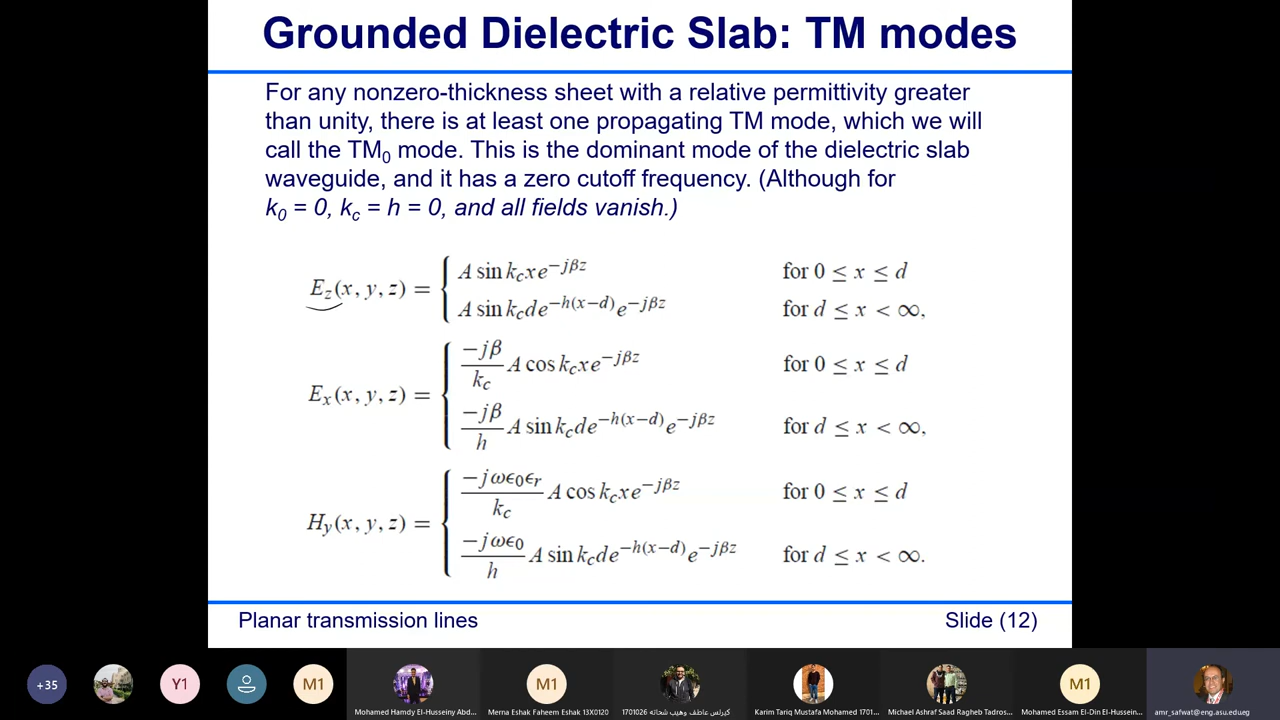 Grounded Dielectric Slab: TM modes
For any nonzero-thickness sheet with a relative permittivity greater
than unity, there is at least one propagating TM mode, which we will
call the TM₀ mode. This is the dominant mode of the dielectric slab
waveguide, and it has a zero cutoff frequency. (Although for
k₀ = 0, k_c = h = 0, and all fields vanish.)
E_z(x, y, z) = { A sin k_c x e^{−jβz} for 0 ≤ x ≤ d
A sin k_c d e^{−h(x−d)} e^{−jβz} for d ≤ x < ∞,
E_x(x, y, z) = { −jβ/k_c A cos k_c x e^{−jβz} for 0 ≤ x ≤ d
−jβ/h A sin k_c d e^{−h(x−d)} e^{−jβz} for d ≤ x < ∞,
H_y(x, y, z) = { −jωϵ₀ϵ_r/k_c A cos k_c x e^{−jβz} for 0 ≤ x ≤ d
−jωϵ₀/h A sin k_c d e^{−h(x−d)} e^{−jβz} for d ≤ x < ∞.
Planar transmission lines Slide (12)
+35 Y1 M1 M1 M1
Mohamed Hamdy El-Husseiny Abd... Merna Eshak Faheem Eshak 13X0120 كيرلس عاطف وهيب شحاته 1701026 Karim Tariq Mustafa Mohamed 1701... Michael Ashraf Saad Ragheb Tadros... Mohamed Essam El-Din El-Hussein... amr_safwat@eng.asu.edueg